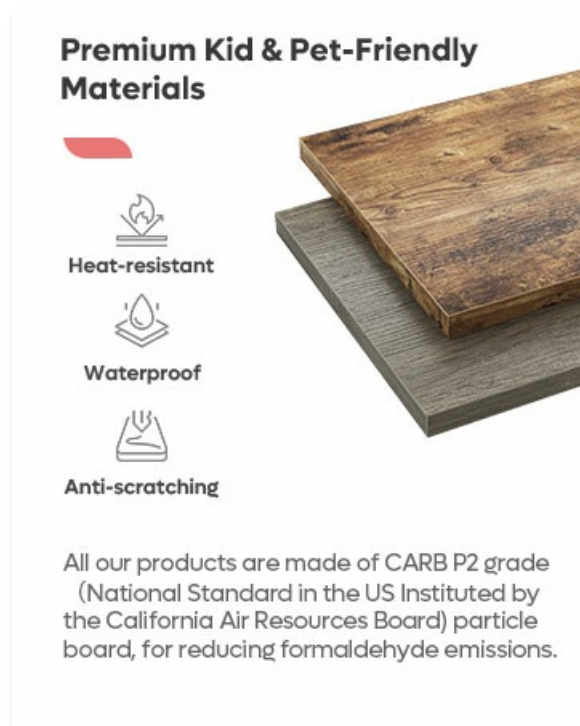 Premium Kid & Pet-Friendly
Materials
Heat-resistant
Waterproof
Anti-scratching
All our products are made of CARB P2 grade
（National Standard in the US Instituted by
the California Air Resources Board) particle
board, for reducing formaldehyde emissions.